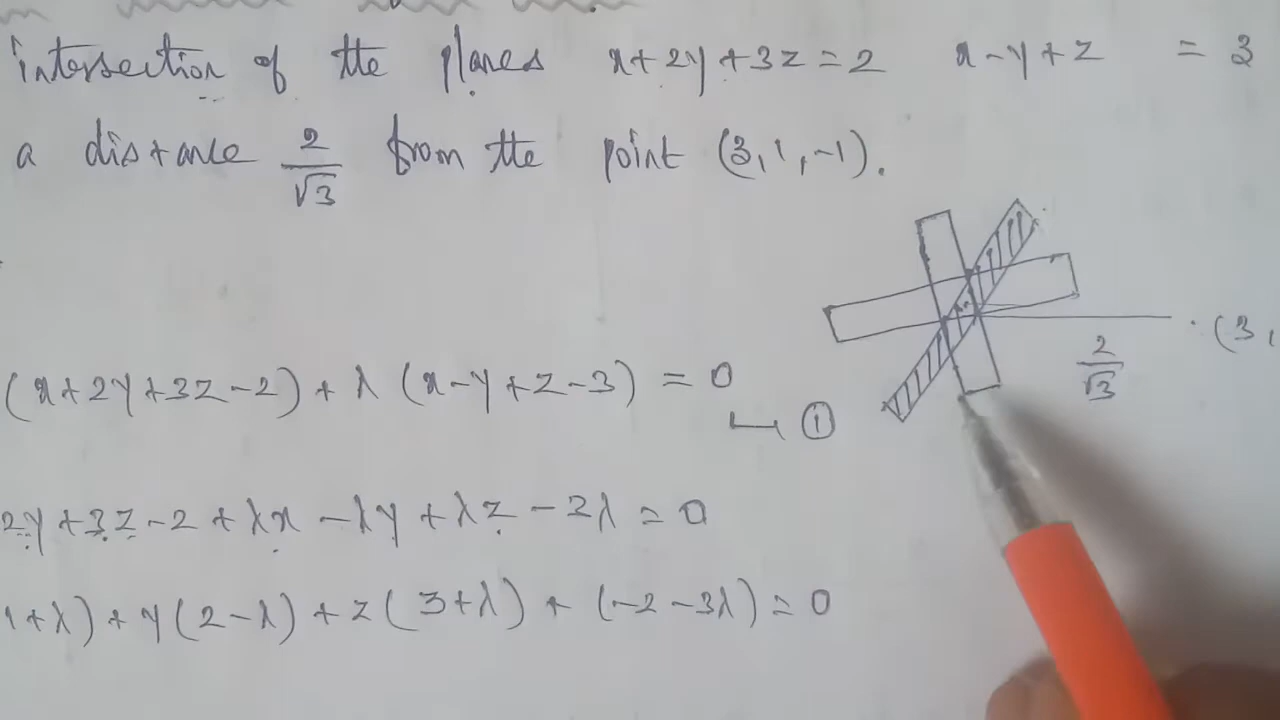 intersection of the planes x+2y+3z=2 x-y+z = 3
a distance 2/√3 from the point (3,1,-1).
(3,
2/√3
(x+2y+3z-2) + λ (x-y+z-3) = 0
①
2y+3z-2+λx-λy+λz-3λ=0
1+λ)+y(2-λ)+z(3+λ)+(-2-3λ)=0